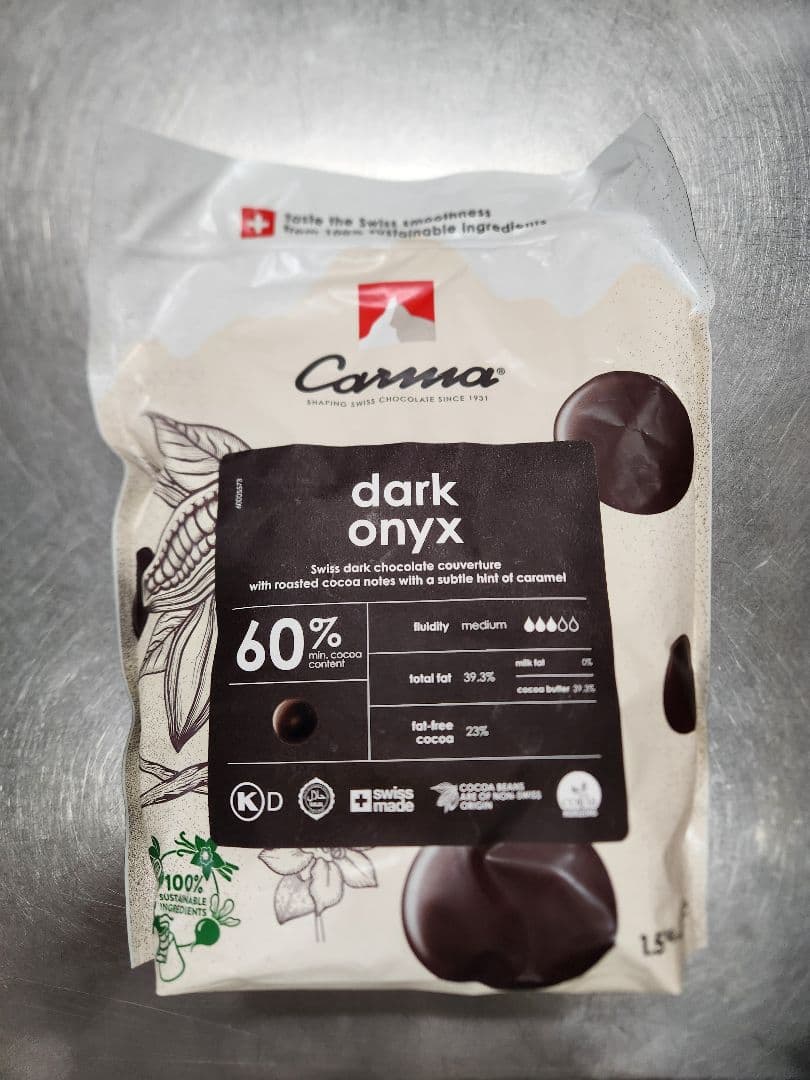 Taste the Swiss smoothness
from 100% sustainable ingredients
Carma®
SHAPING SWISS CHOCOLATE SINCE 1931
dark
onyx
Swiss dark chocolate couverture
with roasted cocoa notes with a subtle hint of caramel
60%
min. cocoa
content
fluidity medium
total fat 39.3%
milk fat 0%
cocoa butter 39.3%
fat-free
cocoa
23%
K D
swiss
made
COCOA BEANS
ARE OF NON-SWISS
ORIGIN
100%
SUSTAINABLE
INGREDIENTS